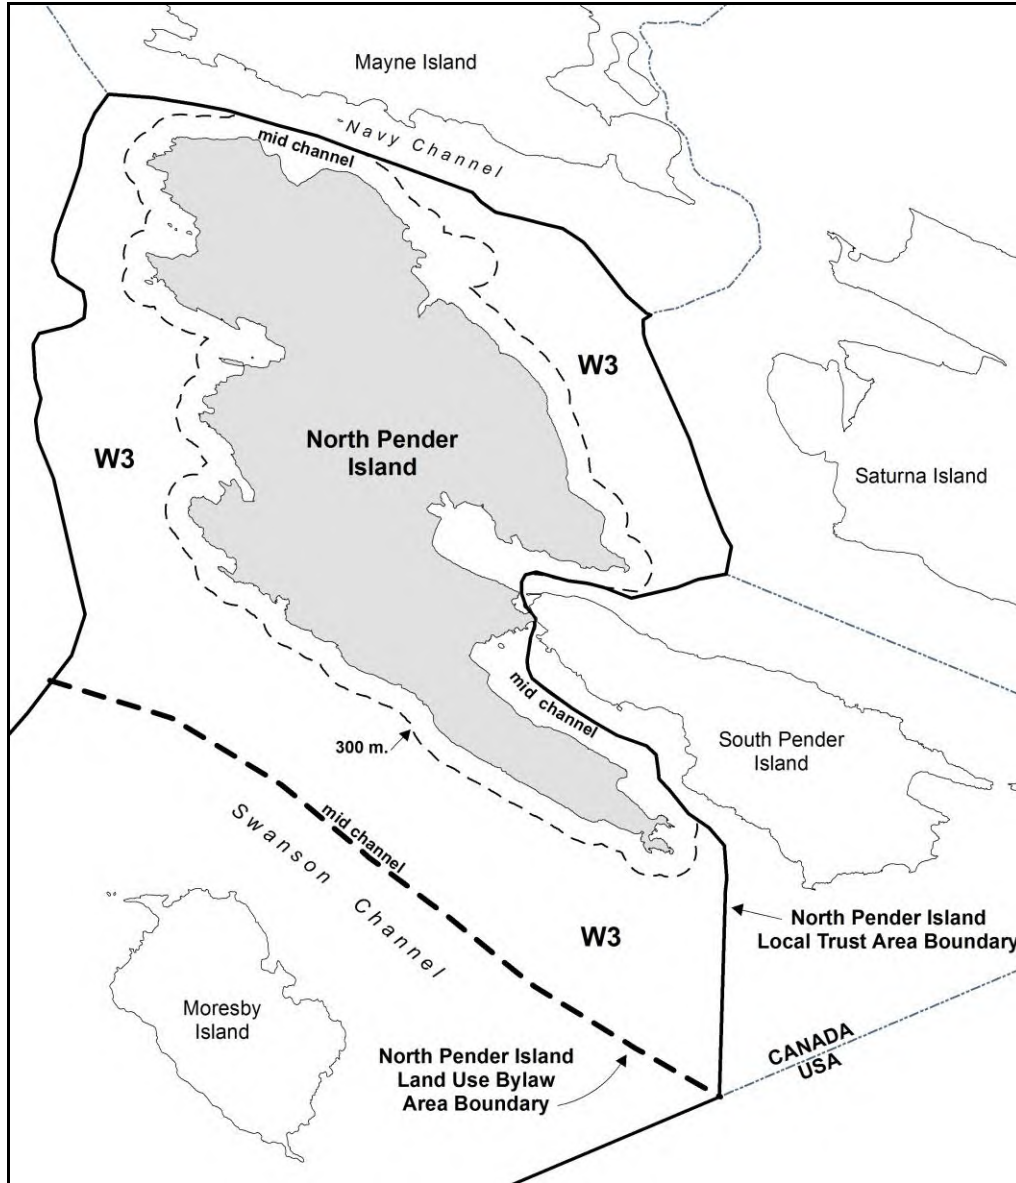 Mayne Island
mid channel
-Navy Channel
W3
North Pender
Island
W3
Saturna Island
mid channel
South Pender
Island
300 m.
mid channel
Swanson Channel
W3
North Pender Island
Local Trust Area Boundary
Moresby
Island
North Pender Island
Land Use Bylaw
Area Boundary
CANADA
USA